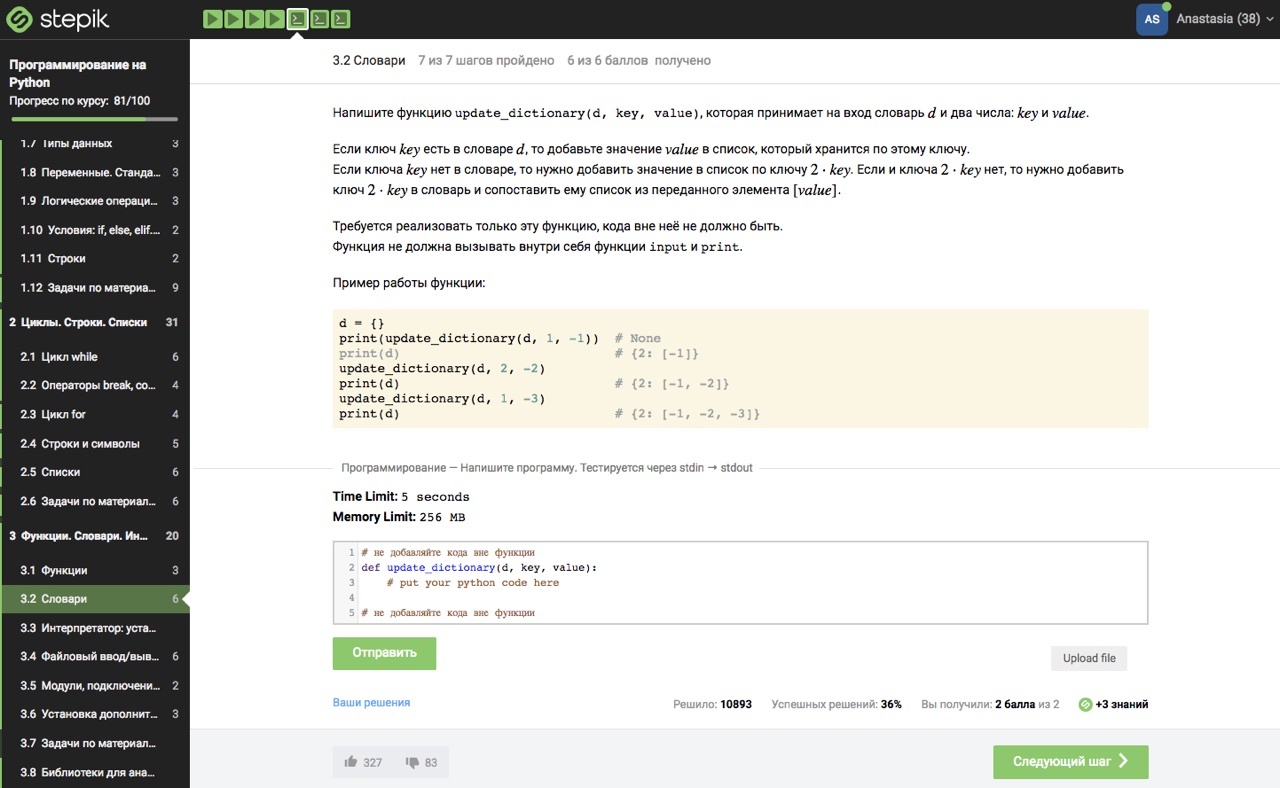 stepik
AS
Anastasia (38)
Программирование на
Python
Прогресс по курсу: 81/100
1.7 Типы данных 3
1.8 Переменные. Станда... 3
1.9 Логические операци... 3
1.10 Условия: if, else, elif.... 2
1.11 Строки 2
1.12 Задачи по материа... 9
2 Циклы. Строки. Списки 31
2.1 Цикл while 6
2.2 Операторы break, co... 4
2.3 Цикл for 4
2.4 Строки и символы 5
2.5 Списки 6
2.6 Задачи по материал... 6
3 Функции. Словари. Ин... 20
3.1 Функции 3
3.2 Словари 6
3.3 Интерпретатор: уста...
3.4 Файловый ввод/выв... 6
3.5 Модули, подключени... 2
3.6 Установка дополнит... 3
3.7 Задачи по материал...
3.8 Библиотеки для ана...
3.2 Словари 7 из 7 шагов пройдено 6 из 6 баллов получено
Напишите функцию update_dictionary(d, key, value), которая принимает на вход словарь d и два числа: key и value.
Если ключ key есть в словаре d, то добавьте значение value в список, который хранится по этому ключу.
Если ключа key нет в словаре, то нужно добавить значение в список по ключу 2 · key. Если и ключа 2 · key нет, то нужно добавить
ключ 2 · key в словарь и сопоставить ему список из переданного элемента [value].
Требуется реализовать только эту функцию, кода вне неё не должно быть.
Функция не должна вызывать внутри себя функции input и print.
Пример работы функции:
d = {}
print(update_dictionary(d, 1, -1))  # None
print(d)                            # {2: [-1]}
update_dictionary(d, 2, -2)
print(d)                            # {2: [-1, -2]}
update_dictionary(d, 1, -3)
print(d)                            # {2: [-1, -2, -3]}
Программирование — Напишите программу. Тестируется через stdin → stdout
Time Limit: 5 seconds
Memory Limit: 256 MB
1 # не добавляйте кода вне функции
2 def update_dictionary(d, key, value):
3     # put your python code here
4
5 # не добавляйте кода вне функции
Отправить
Upload file
Ваши решения
Решило: 10893 Успешных решений: 36% Вы получили: 2 балла из 2 +3 знаний
327 83
Следующий шаг